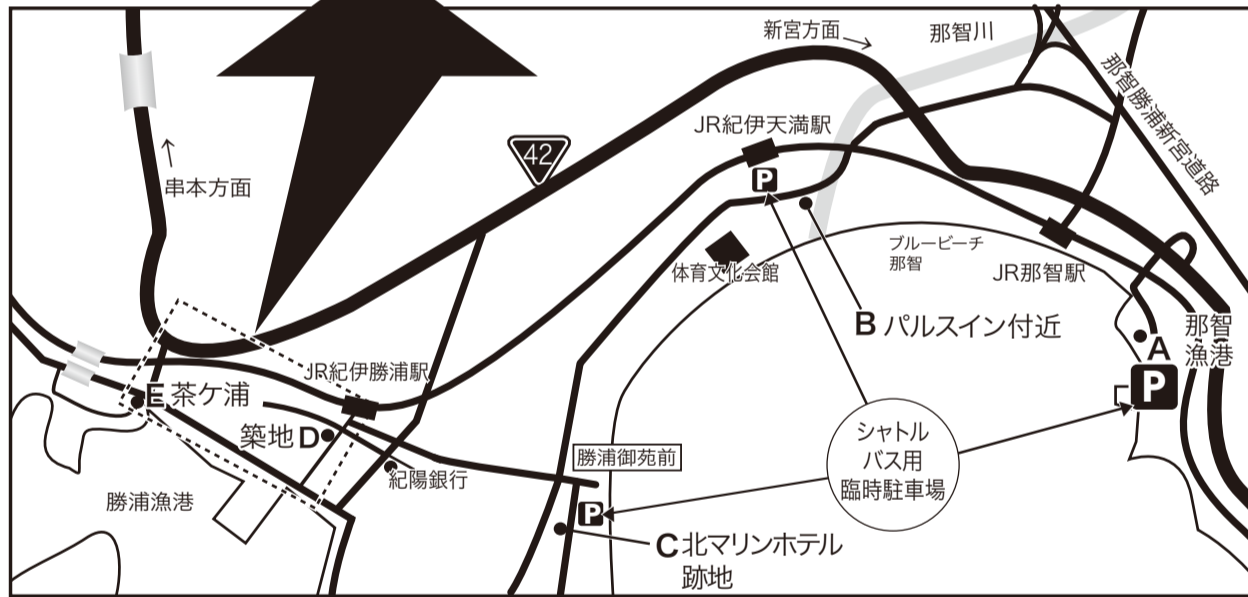 新宮方面→
那智川
那智勝浦新宮道路
JR紀伊天満駅
42
P
↑
串本方面
体育文化会館
ブルービーチ
那智
JR那智駅
B パルスイン付近
A
那智
漁港
P
JR紀伊勝浦駅
E 茶ケ浦
築地 D
紀陽銀行
勝浦御苑前
シャトル
バス用
臨時駐車場
勝浦漁港
P
C 北マリンホテル
跡地